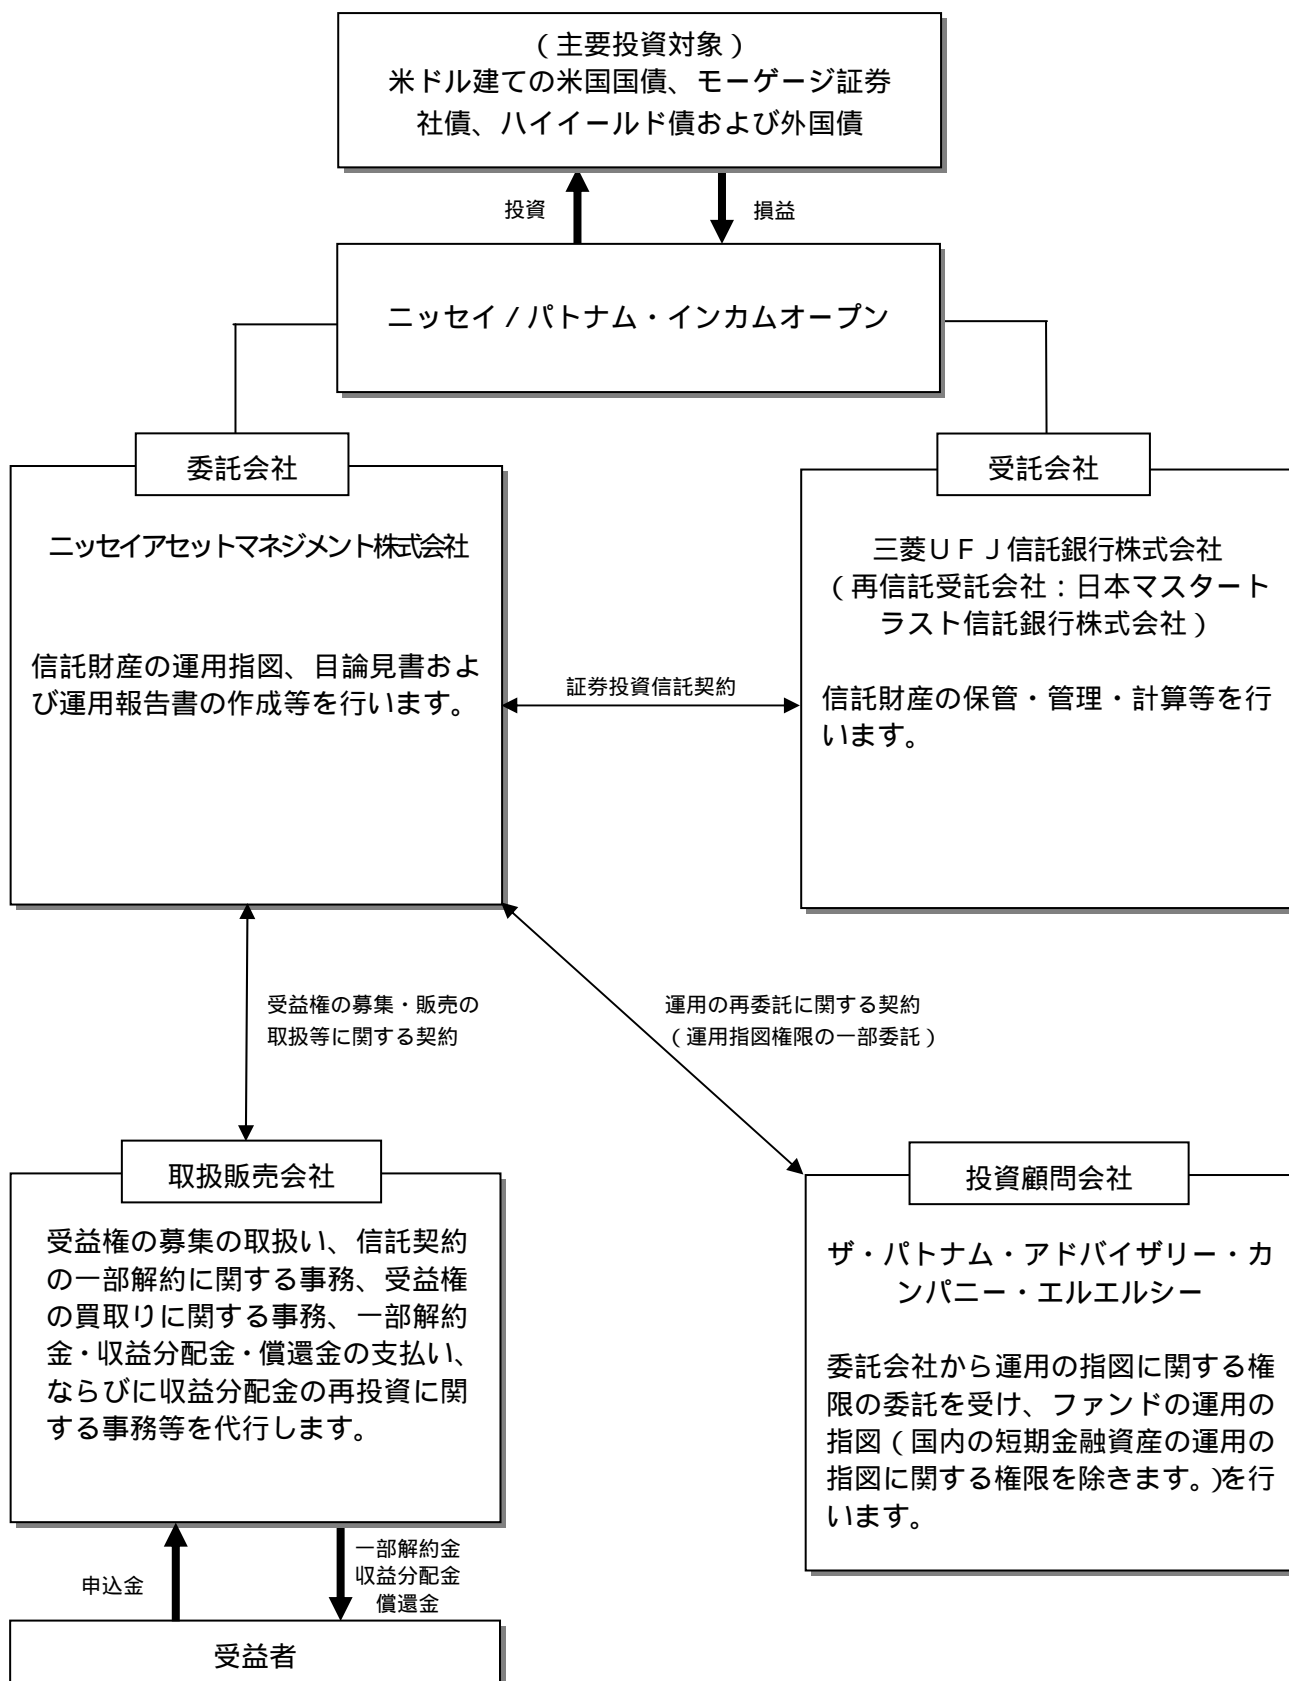 （主要投資対象）
米ドル建ての米国国債、モーゲージ証券
社債、ハイイールド債および外国債
投資
損益
ニッセイ／パトナム・インカムオープン
委託会社
ニッセイアセットマネジメント株式会社
信託財産の運用指図、目論見書およ
び運用報告書の作成等を行います。
証券投資信託契約
受託会社
三菱ＵＦＪ信託銀行株式会社
（再信託受託会社：日本マスタート
ラスト信託銀行株式会社）
信託財産の保管・管理・計算等を行
います。
受益権の募集・販売の
取扱等に関する契約
運用の再委託に関する契約
（運用指図権限の一部委託）
取扱販売会社
受益権の募集の取扱い、信託契約
の一部解約に関する事務、受益権
の買取りに関する事務、一部解約
金・収益分配金・償還金の支払い、
ならびに収益分配金の再投資に関
する事務等を代行します。
投資顧問会社
ザ・パトナム・アドバイザリー・カ
ンパニー・エルエルシー
委託会社から運用の指図に関する権
限の委託を受け、ファンドの運用の
指図（国内の短期金融資産の運用の
指図に関する権限を除きます。）を行
います。
申込金
一部解約金
収益分配金
償還金
受益者